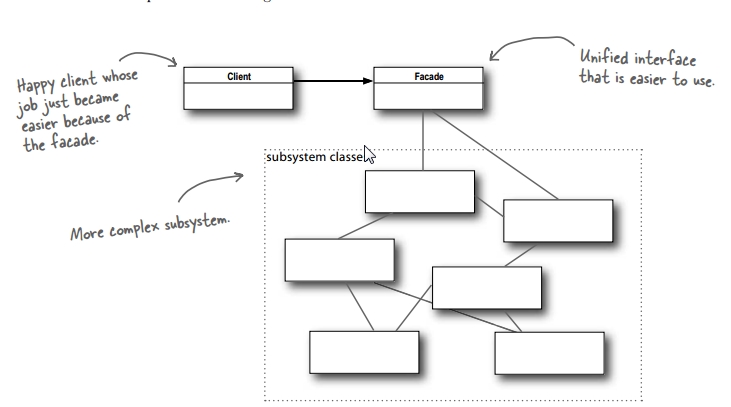 Happy client whose
job just became
easier because of
the facade.
Client
Facade
Unified interface
that is easier to use.
subsystem classe
More complex subsystem.